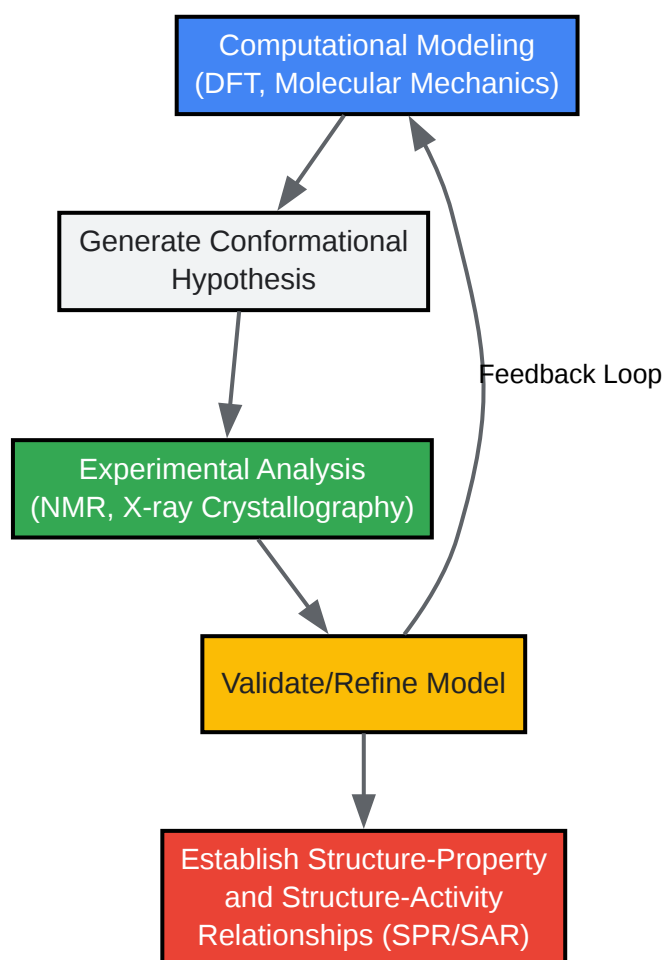 Computational Modeling
(DFT, Molecular Mechanics)
Generate Conformational
Hypothesis
Feedback Loop
Experimental Analysis
(NMR, X-ray Crystallography)
Validate/Refine Model
Establish Structure-Property
and Structure-Activity
Relationships (SPR/SAR)